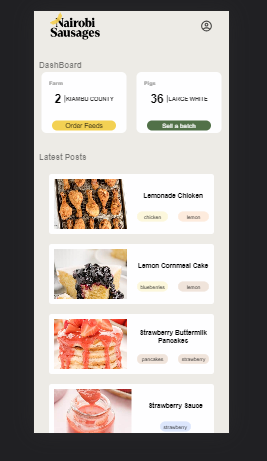 Nairobi
Sausages
DashBoard
Farm
2 |KIAMBU COUNTY
Order Feeds
Pigs
36 |LARGE WHITE
Sell a batch
Latest Posts
Lemonade Chicken
chicken
lemon
Lemon Cornmeal Cake
blueberries
lemon
Strawberry Buttermilk
Pancakes
pancakes
strawberry
Strawberry Sauce
strawberry